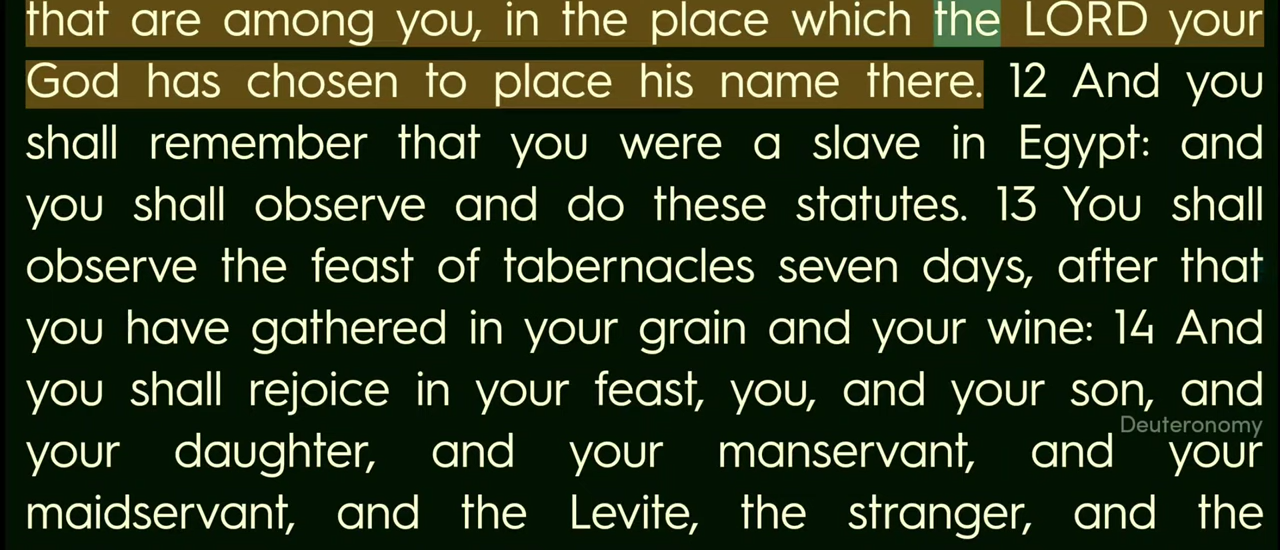 that are among you, in the place which the LORD your
God has chosen to place his name there. 12 And you
shall remember that you were a slave in Egypt: and
you shall observe and do these statutes. 13 You shall
observe the feast of tabernacles seven days, after that
you have gathered in your grain and your wine: 14 And
you shall rejoice in your feast, you, and your son, and
Deuteronomy
your daughter, and your manservant, and your
maidservant, and the Levite, the stranger, and the